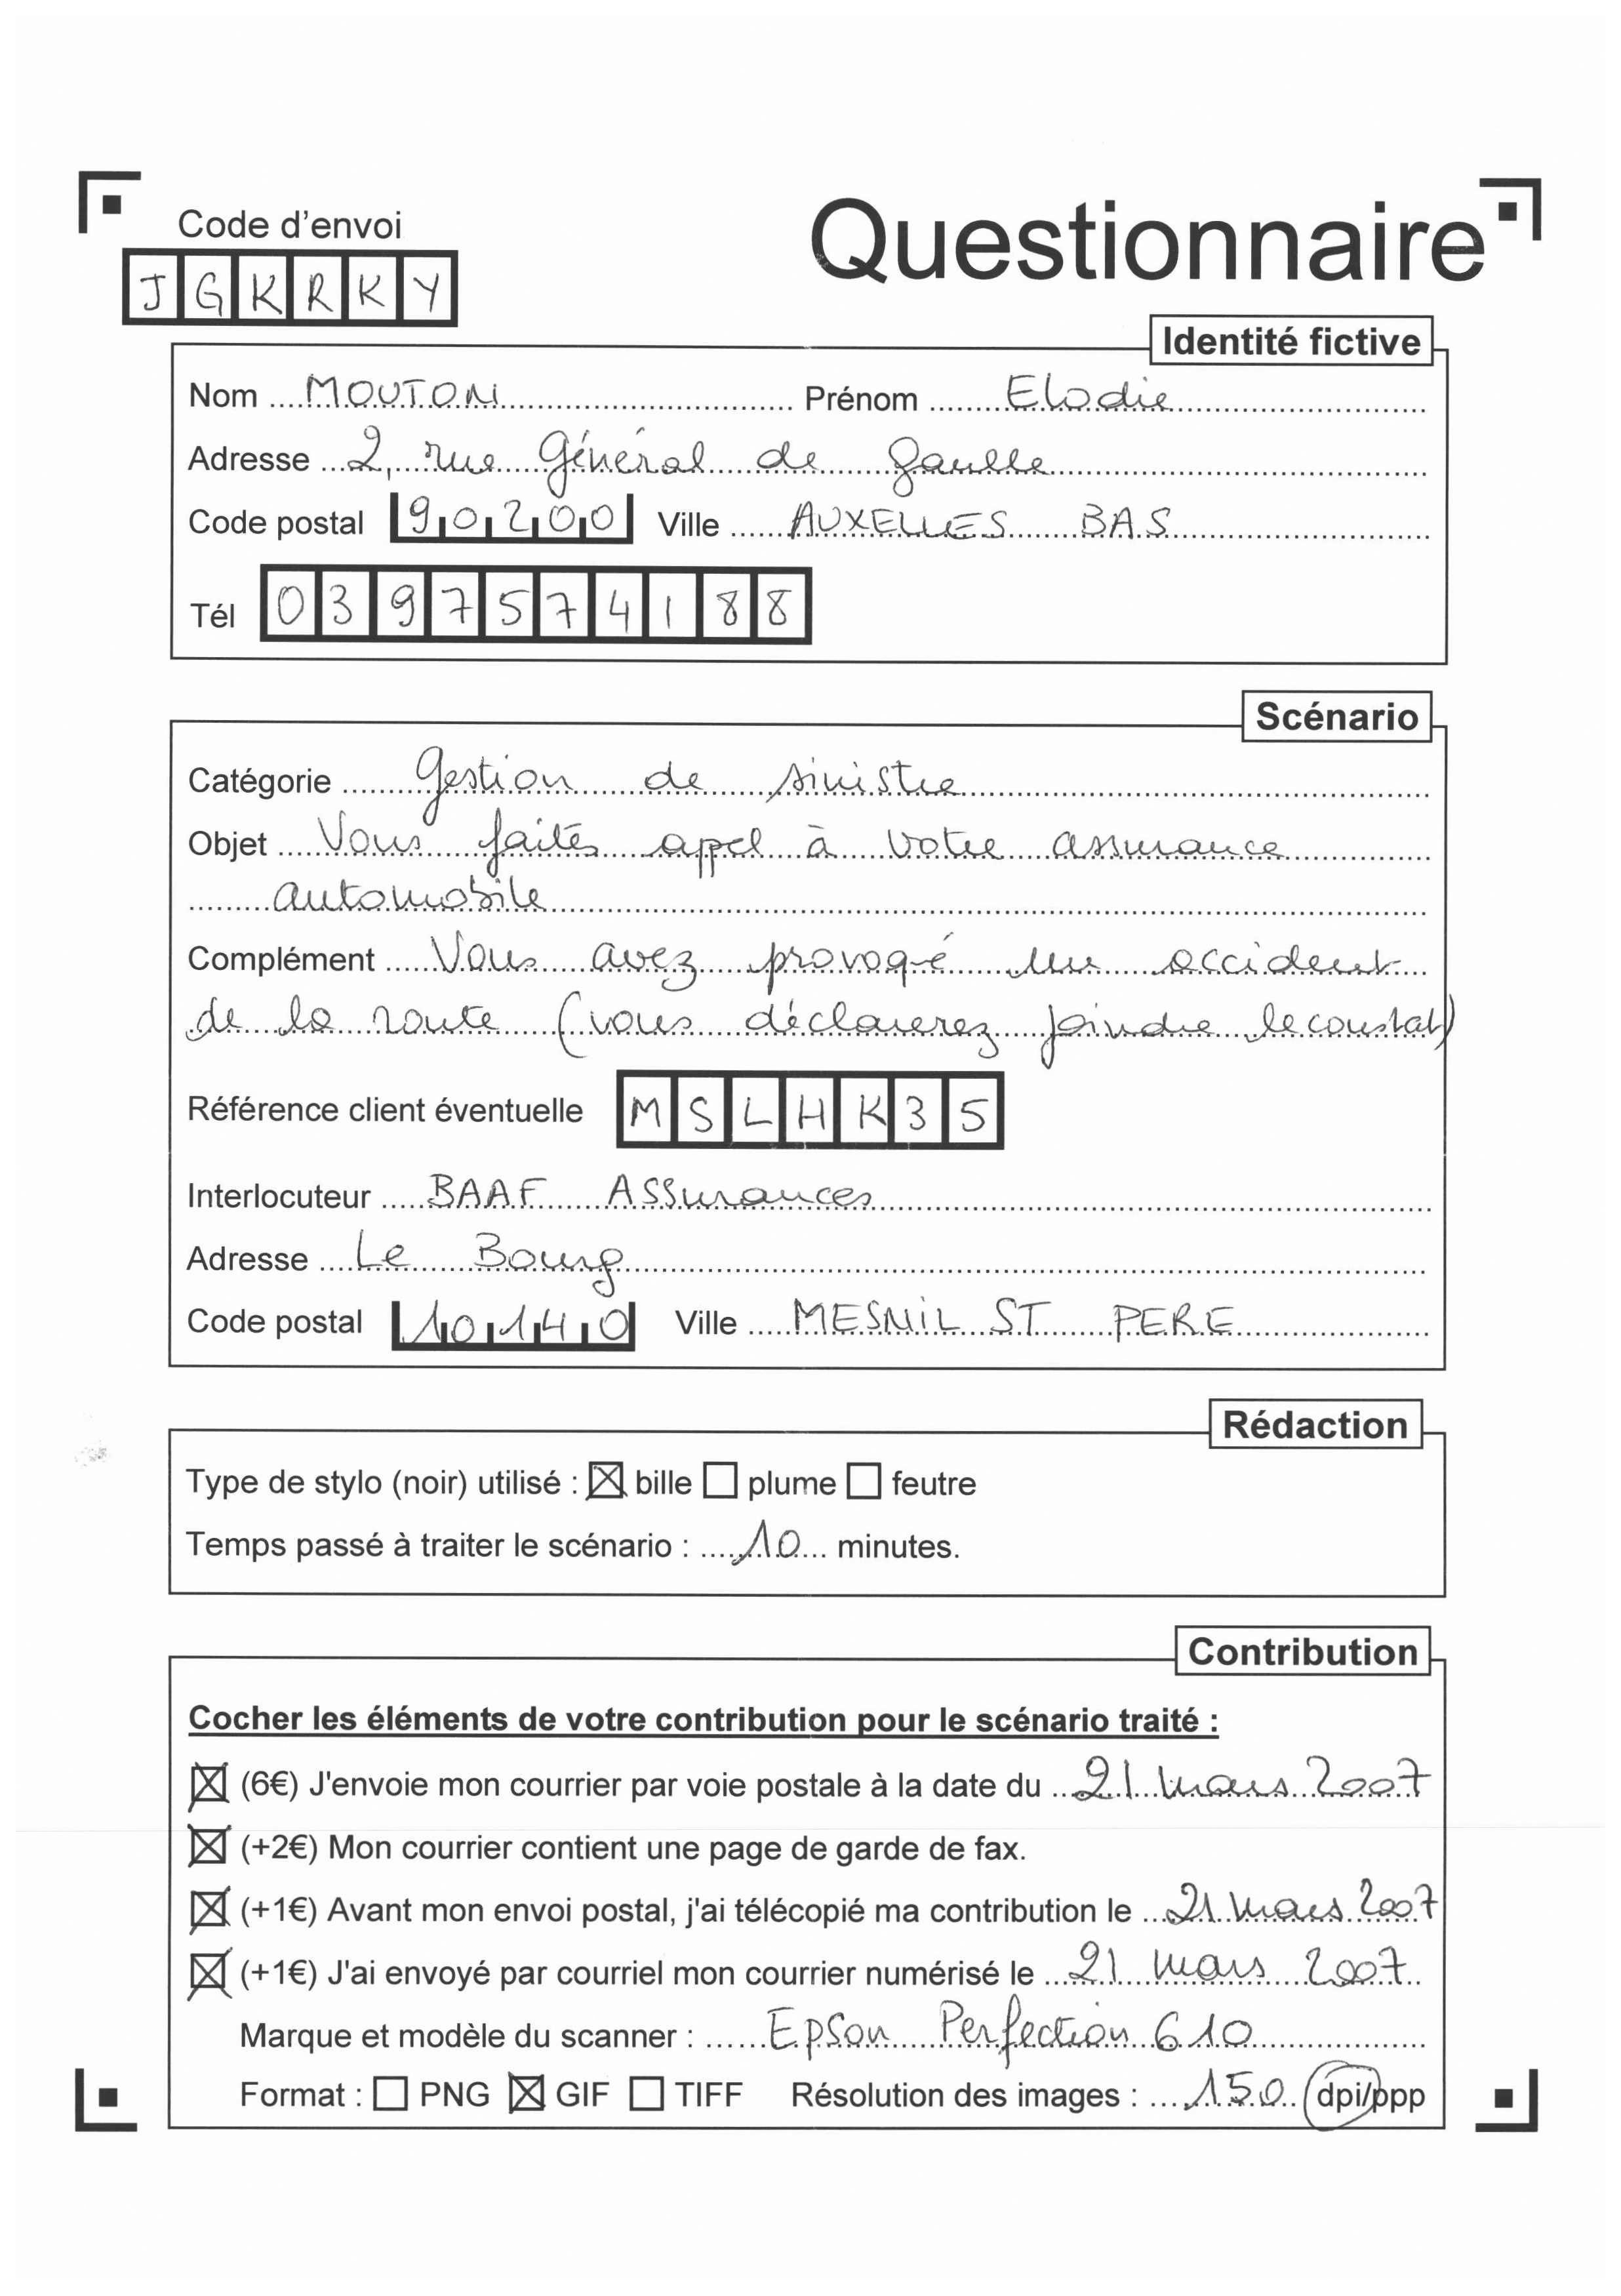 Code d'envoi
Questionnaire
JGKRKY
Identité fictive
Nom MOUTON Prénom Elodie
Adresse 2, rue Général de Gaulle
Code postal 90200 Ville AUXELLES BAS
Tél 0397574188
Scénario
Catégorie Gestion de sinistre
Objet Vous faites appel à votre assurance
automobile
Complément Vous avez provoqué un accident
de la route (vous déclarerez joindre le constat)
Référence client éventuelle MSLHK35
Interlocuteur BAAF ASSurances
Adresse Le Bourg
Code postal 10140 Ville MESNIL ST PERE
Rédaction
Type de stylo (noir) utilisé : ☒ bille ☐ plume ☐ feutre
Temps passé à traiter le scénario : 10 minutes.
Contribution
Cocher les éléments de votre contribution pour le scénario traité :
☒ (6€) J'envoie mon courrier par voie postale à la date du 21 mars 2007
☒ (+2€) Mon courrier contient une page de garde de fax.
☒ (+1€) Avant mon envoi postal, j'ai télécopié ma contribution le 21 mars 2007
☒ (+1€) J'ai envoyé par courriel mon courrier numérisé le 21 mars 2007
Marque et modèle du scanner : Epson Perfection 610
Format : ☐ PNG ☒ GIF ☐ TIFF Résolution des images : 150 dpi/ppp